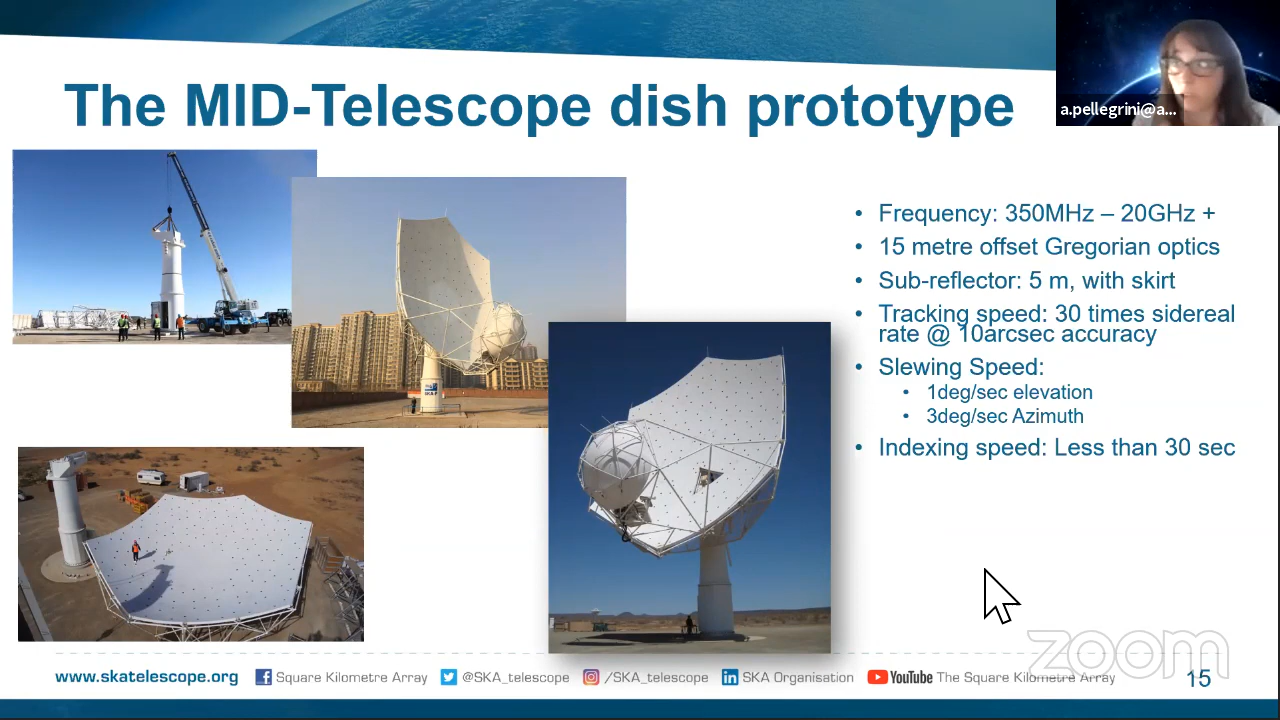 The MID-Telescope dish prototype
a.pellegrini@a...
• Frequency: 350MHz – 20GHz +
• 15 metre offset Gregorian optics
• Sub-reflector: 5 m, with skirt
• Tracking speed: 30 times sidereal
rate @ 10arcsec accuracy
• Slewing Speed:
• 1deg/sec elevation
• 3deg/sec Azimuth
• Indexing speed: Less than 30 sec
zoom
www.skatelescope.org Square Kilometre Array @SKA_telescope /SKA_telescope SKA Organisation YouTube The Square Kilometre Array 15